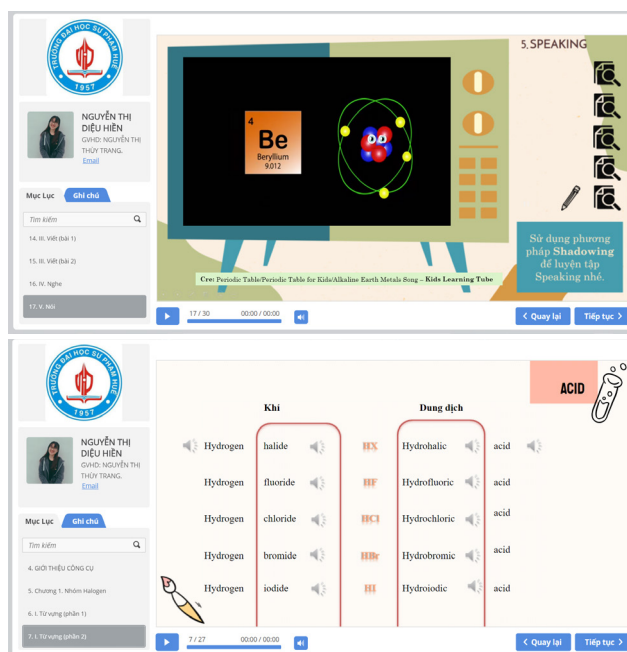 TRƯỜNG ĐẠI HỌC SƯ PHẠM HUẾ
1957
NGUYỄN THỊ
DIỆU HIỀN
GVHD: NGUYỄN THỊ
THÙY TRANG.
Email
Mục Lục
Ghi chú
Tìm kiếm
14. III. Viết (bài 1)
15. III. Viết (bài 2)
16. IV. Nghe
17. V. Nói
5. SPEAKING
4
Be
Beryllium
9.012
Cre: Periodic Table/Periodic Table for Kids/Alkaline Earth Metals Song – Kids Learning Tube
Sử dụng phương
pháp Shadowing
để luyện tập
Speaking nhé.
17 / 30
00:00 / 00:00
Quay lại
Tiếp tục
TRƯỜNG ĐẠI HỌC SƯ PHẠM HUẾ
1957
NGUYỄN THỊ
DIỆU HIỀN
GVHD: NGUYỄN THỊ
THÙY TRANG.
Email
Mục Lục
Ghi chú
Tìm kiếm
4. GIỚI THIỆU CÔNG CỤ
5. Chương 1. Nhóm Halogen
6. I. Từ vựng (phần 1)
7. I. Từ vựng (phần 2)
ACID
Khí
Dung dịch
Hydrogen halide HX Hydrohalic acid
Hydrogen fluoride HF Hydrofluoric acid
Hydrogen chloride HCl Hydrochloric acid
Hydrogen bromide HBr Hydrobromic acid
Hydrogen iodide HI Hydroiodic acid
7 / 27
00:00 / 00:00
Quay lại
Tiếp tục